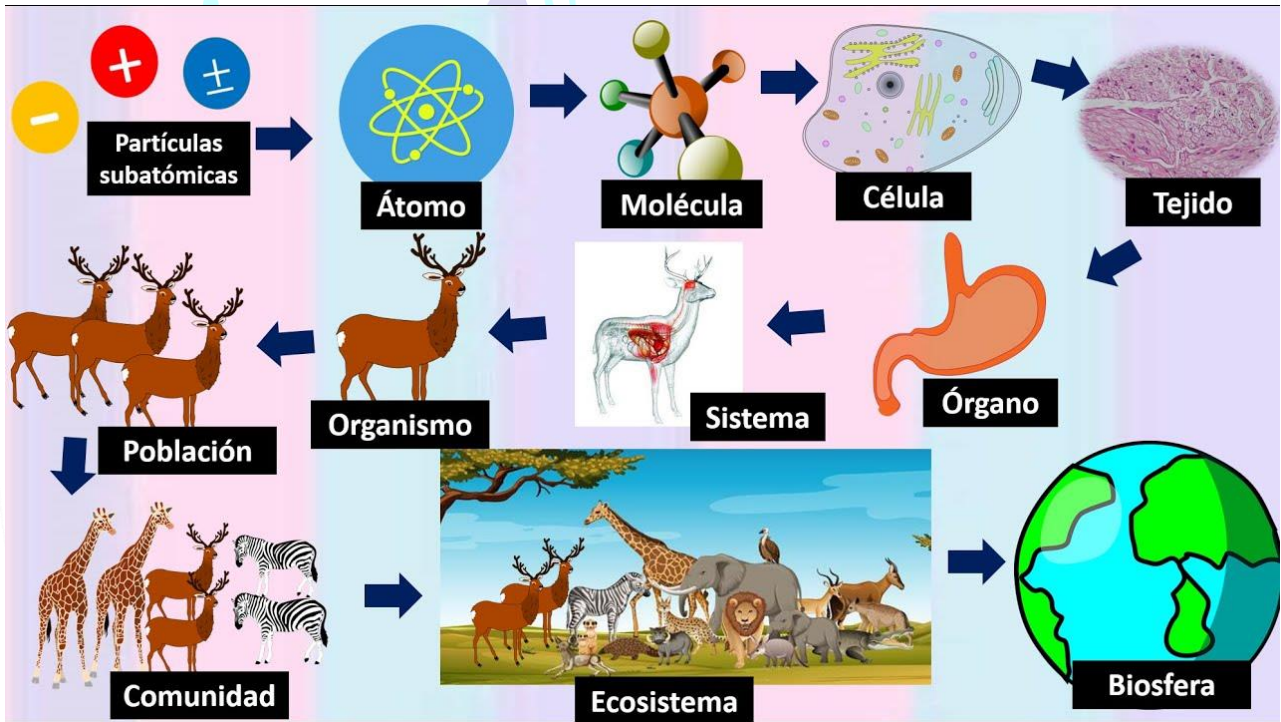 Partículas
subatómicas
Átomo
Molécula
Célula
Tejido
Órgano
Sistema
Organismo
Población
Comunidad
Ecosistema
Biosfera